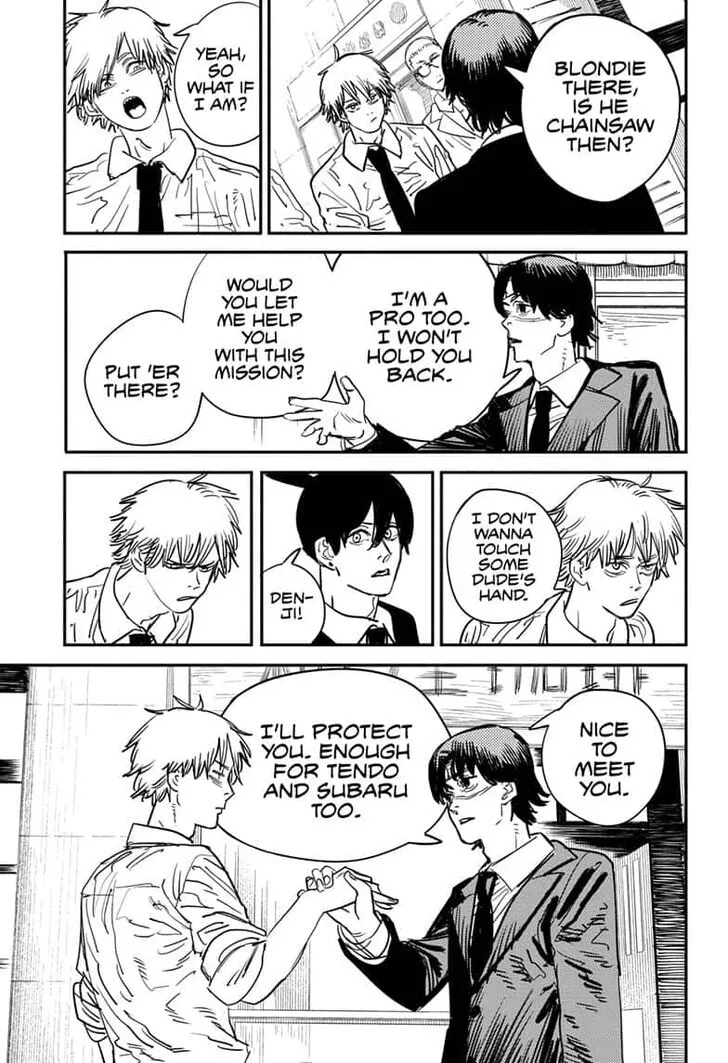 BLONDIE
THERE,
IS HE
CHAINSAW
THEN?
YEAH,
SO
WHAT IF
I AM?
I'M A
PRO TOO.
I WON'T
HOLD YOU
BACK.
WOULD
YOU LET
ME HELP
YOU
WITH THIS
MISSION?
PUT 'ER
THERE?
I DON'T
WANNA
TOUCH
SOME
DUDE'S
HAND.
DEN-
JI!
NICE
TO
MEET
YOU.
I'LL PROTECT
YOU. ENOUGH
FOR TENDO
AND SUBARU
TOO.